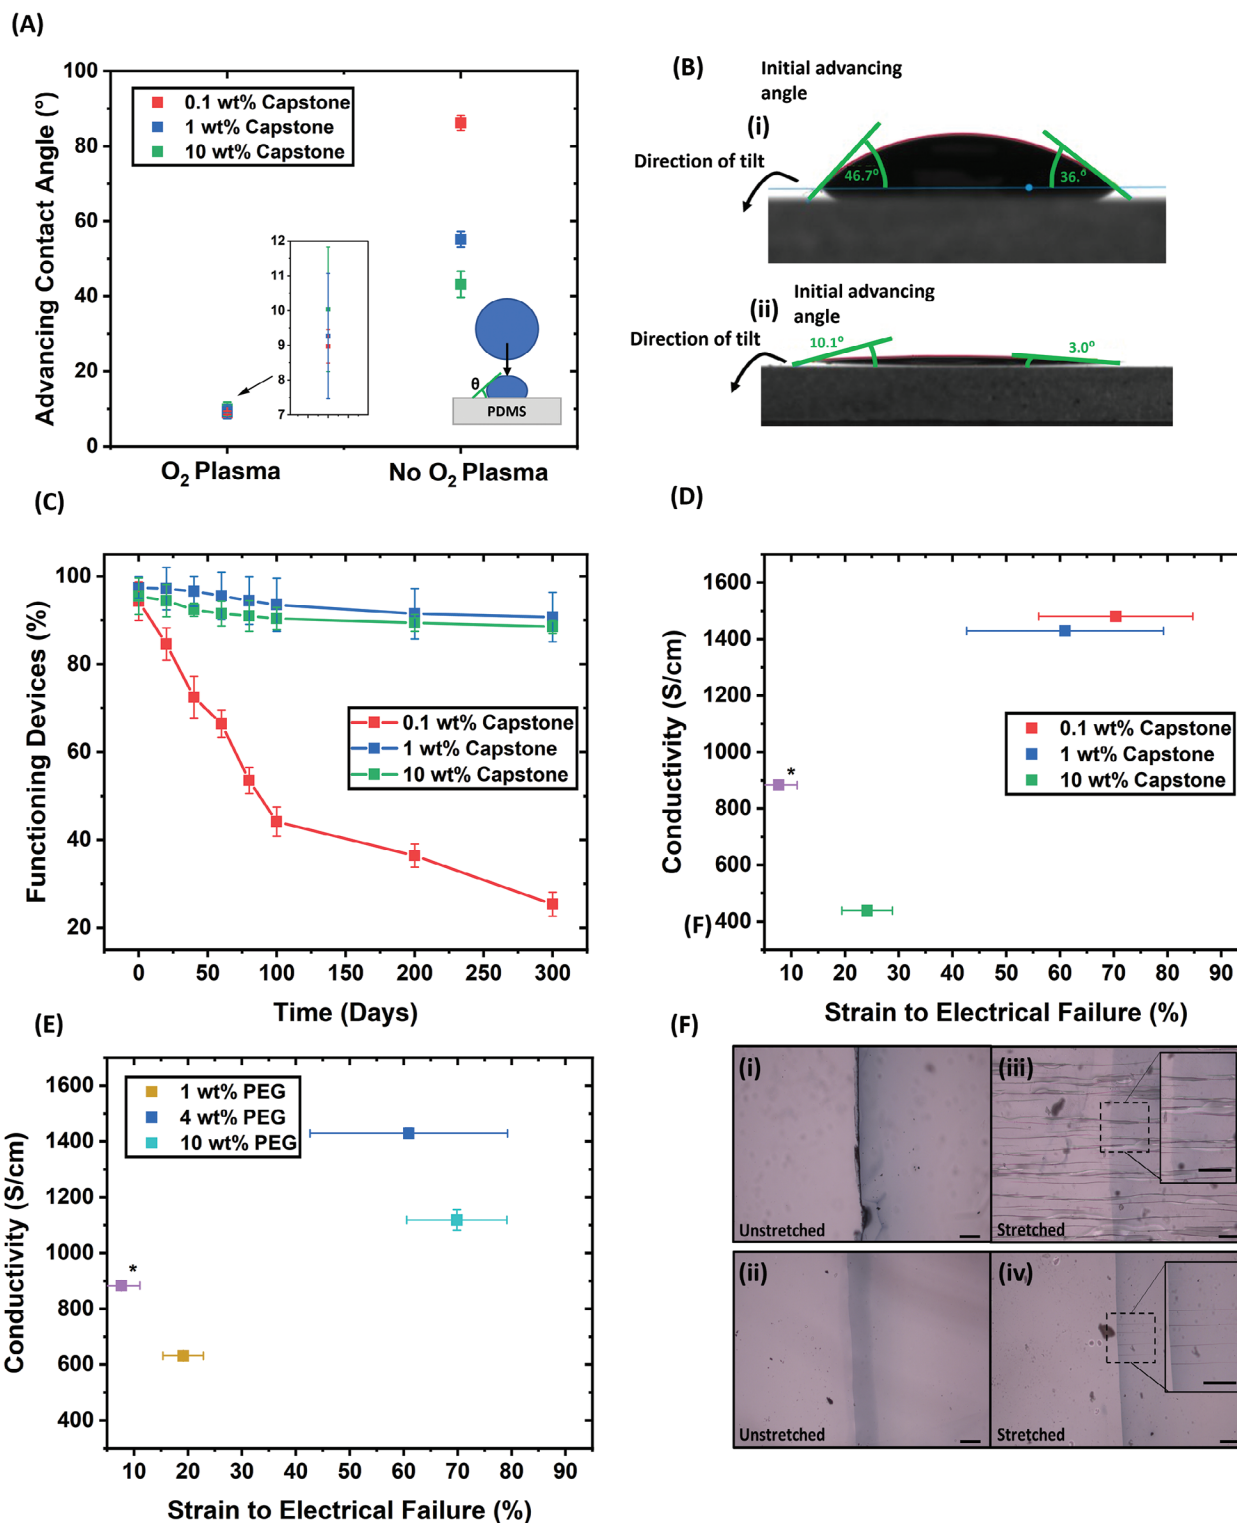 (A)
100
80
60
40
20
0
Advancing Contact Angle (°)
0.1 wt% Capstone
1 wt% Capstone
10 wt% Capstone
12
11
10
9
8
7
θ
PDMS
O2 Plasma
No O2 Plasma
(B)
Initial advancing
angle
(i)
Direction of tilt
46.7°
36.°
Initial advancing
angle
(ii)
Direction of tilt
10.1°
3.0°
(C)
100
80
60
40
20
Functioning Devices (%)
0.1 wt% Capstone
1 wt% Capstone
10 wt% Capstone
0 50 100 150 200 250 300
Time (Days)
(D)
1600
1400
1200
1000
800
600
400
Conductivity (S/cm)
0.1 wt% Capstone
1 wt% Capstone
10 wt% Capstone
*
(F)
10 20 30 40 50 60 70 80 90
Strain to Electrical Failure (%)
(E)
1600
1400
1200
1000
800
600
400
Conductivity (S/cm)
1 wt% PEG
4 wt% PEG
10 wt% PEG
*
10 20 30 40 50 60 70 80 90
Strain to Electrical Failure (%)
(F)
(i)
Unstretched
(iii)
Stretched
(ii)
Unstretched
(iv)
Stretched